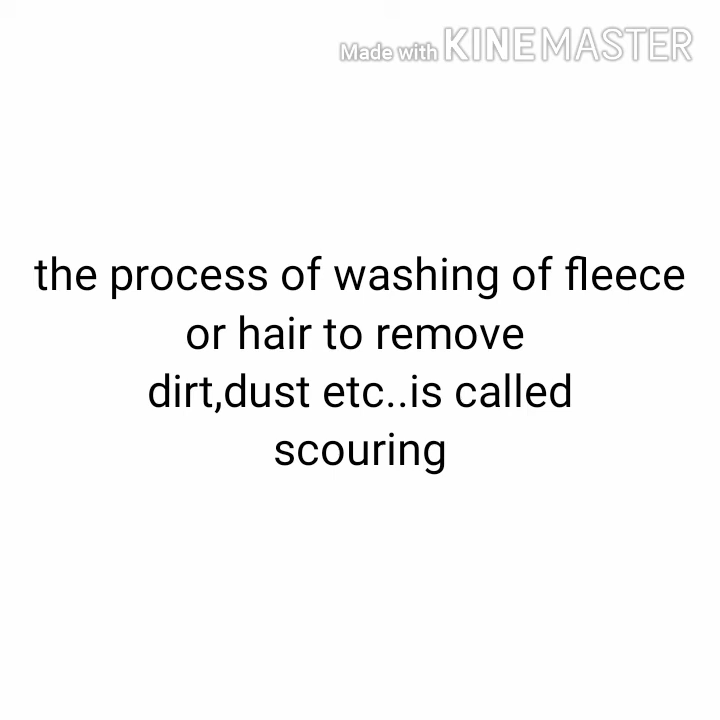 Made with KINEMASTER
the process of washing of fleece
or hair to remove
dirt,dust etc..is called
scouring